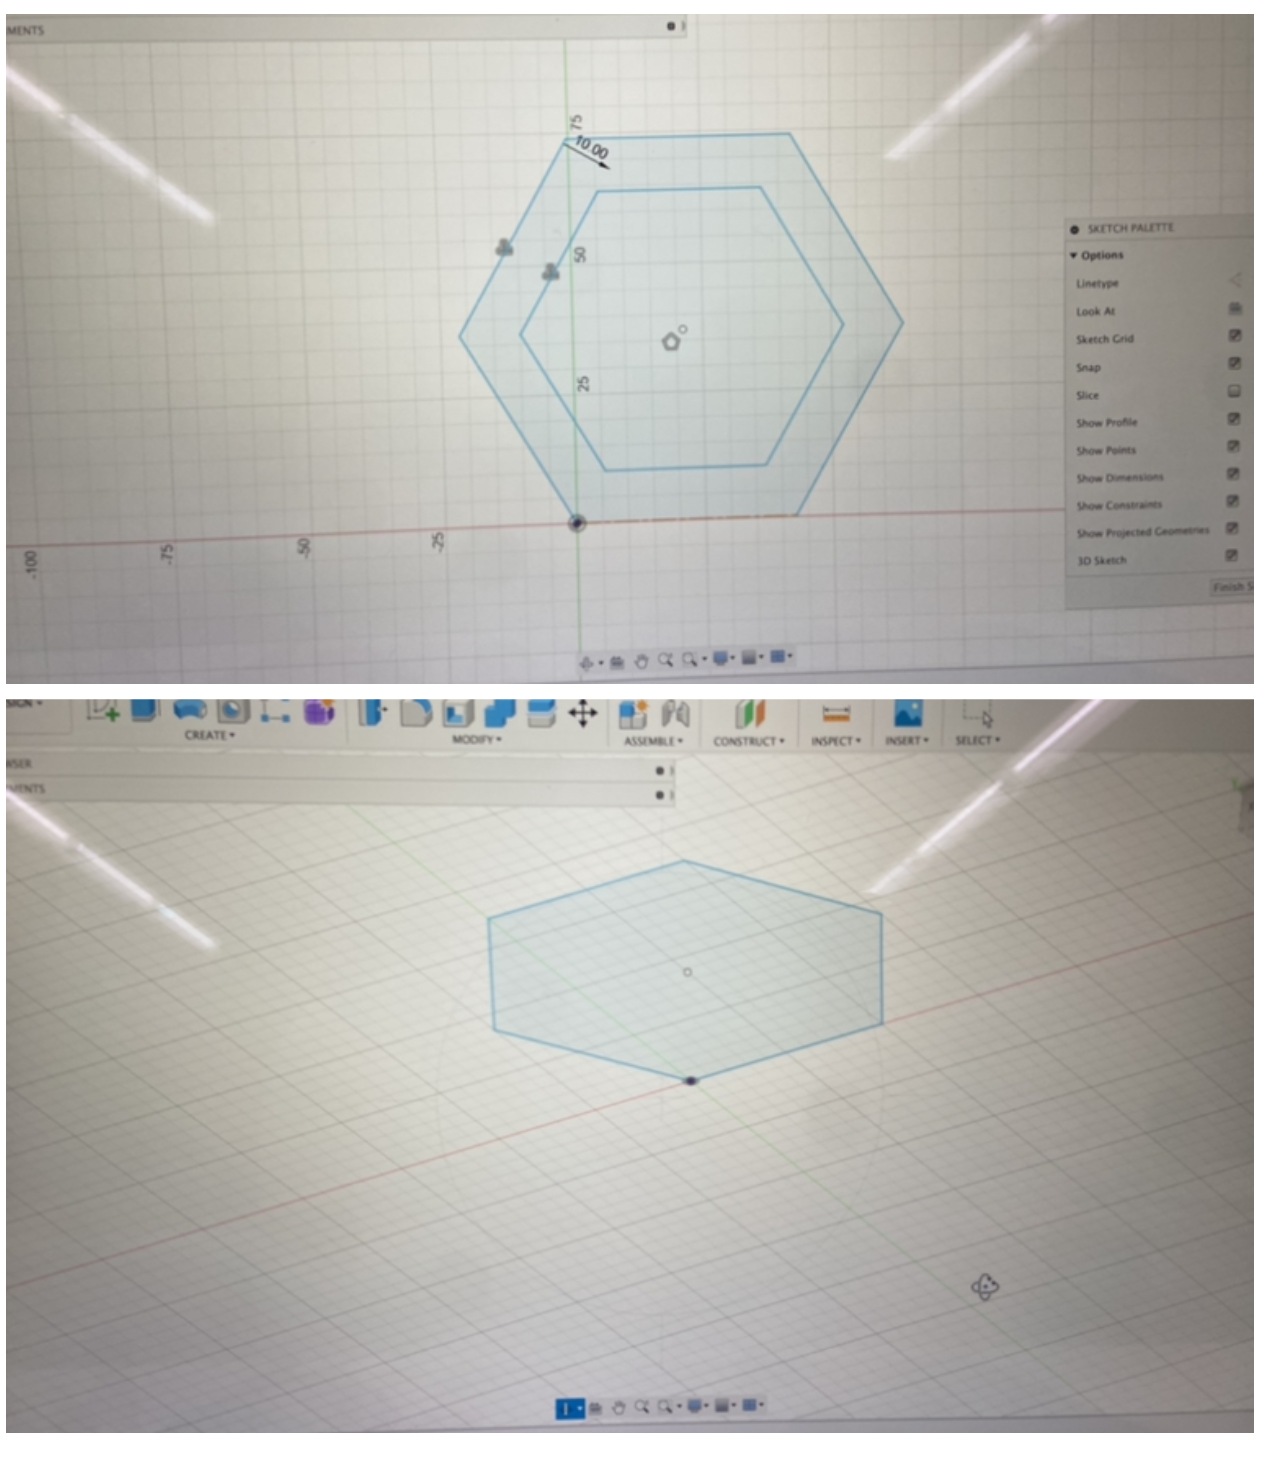 MENTS
75
10.00
50
25
-25
-50
-75
-100
SKETCH PALETTE
Options
Linetype
Look At
Sketch Grid
Snap
Slice
Show Profile
Show Points
Show Dimensions
Show Constraints
Show Projected Geometries
3D Sketch
Finish S
CREATE
MODIFY
ASSEMBLE
CONSTRUCT
INSPECT
INSERT
SELECT
WSER
MENTS